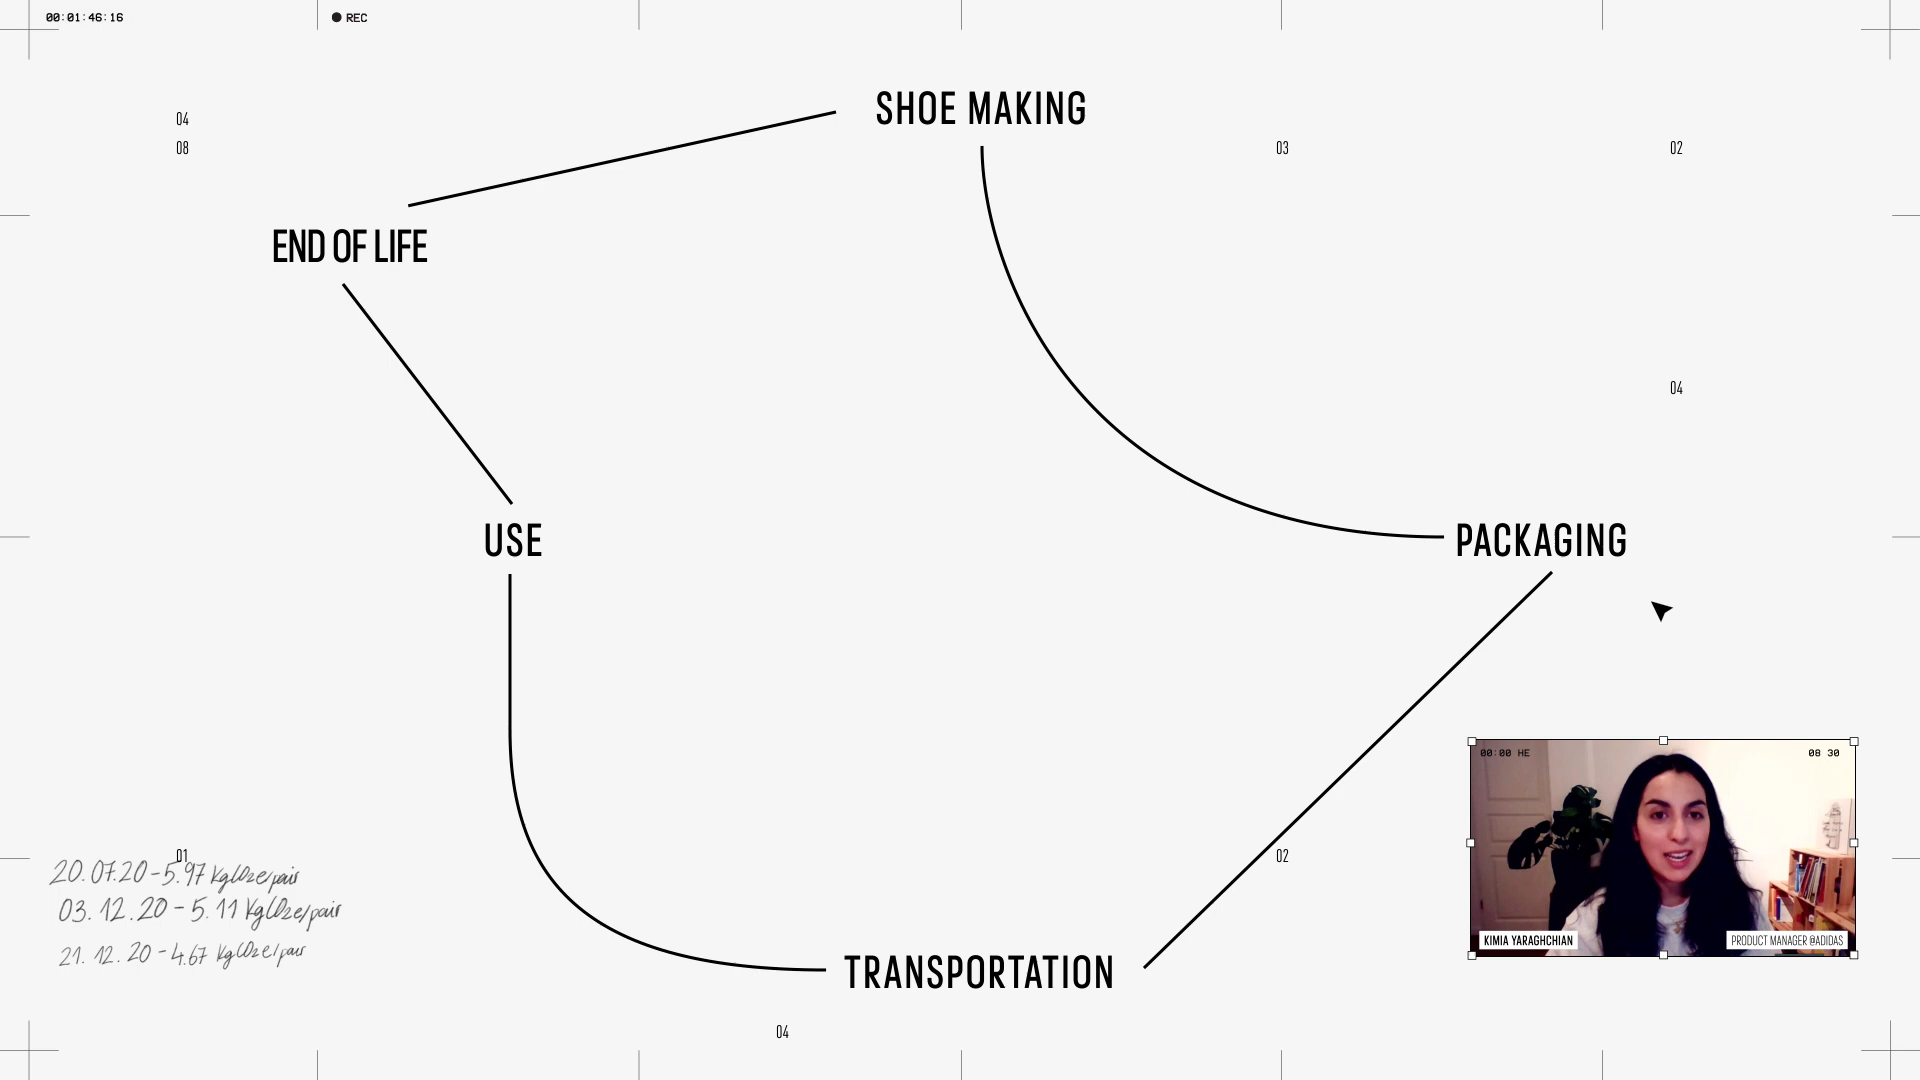 00:01:46:16
REC
SHOE MAKING
04
08
03
02
END OF LIFE
04
USE
PACKAGING
00:00 HE
08 30
01
02
20.07.20 - 5.97 KgCO2e/pair
03.12.20 - 5.11 KgCO2e/pair
21.12.20 - 4.67 KgCO2e/pair
KIMIA YARAGHCHIAN
PRODUCT MANAGER @ADIDAS
TRANSPORTATION
04